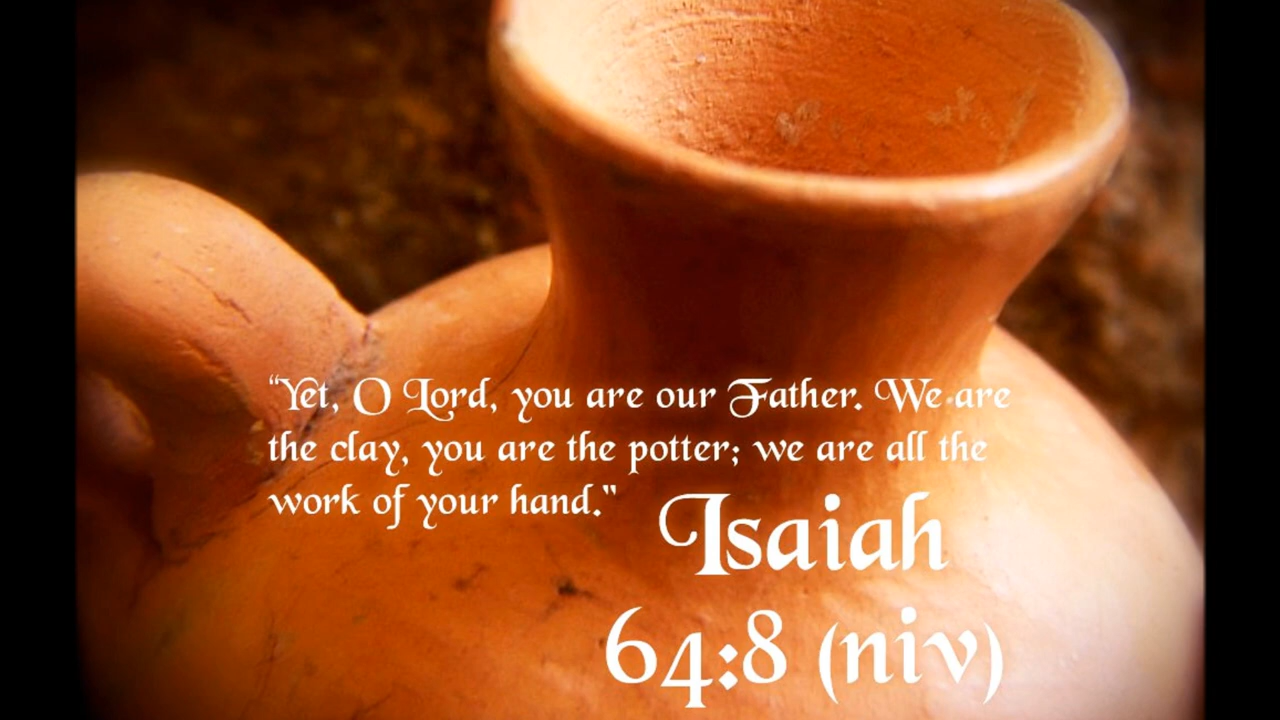 “Yet, O Lord, you are our Father. We are
the clay, you are the potter; we are all the
work of your hand."
Isaiah
64:8 (niv)